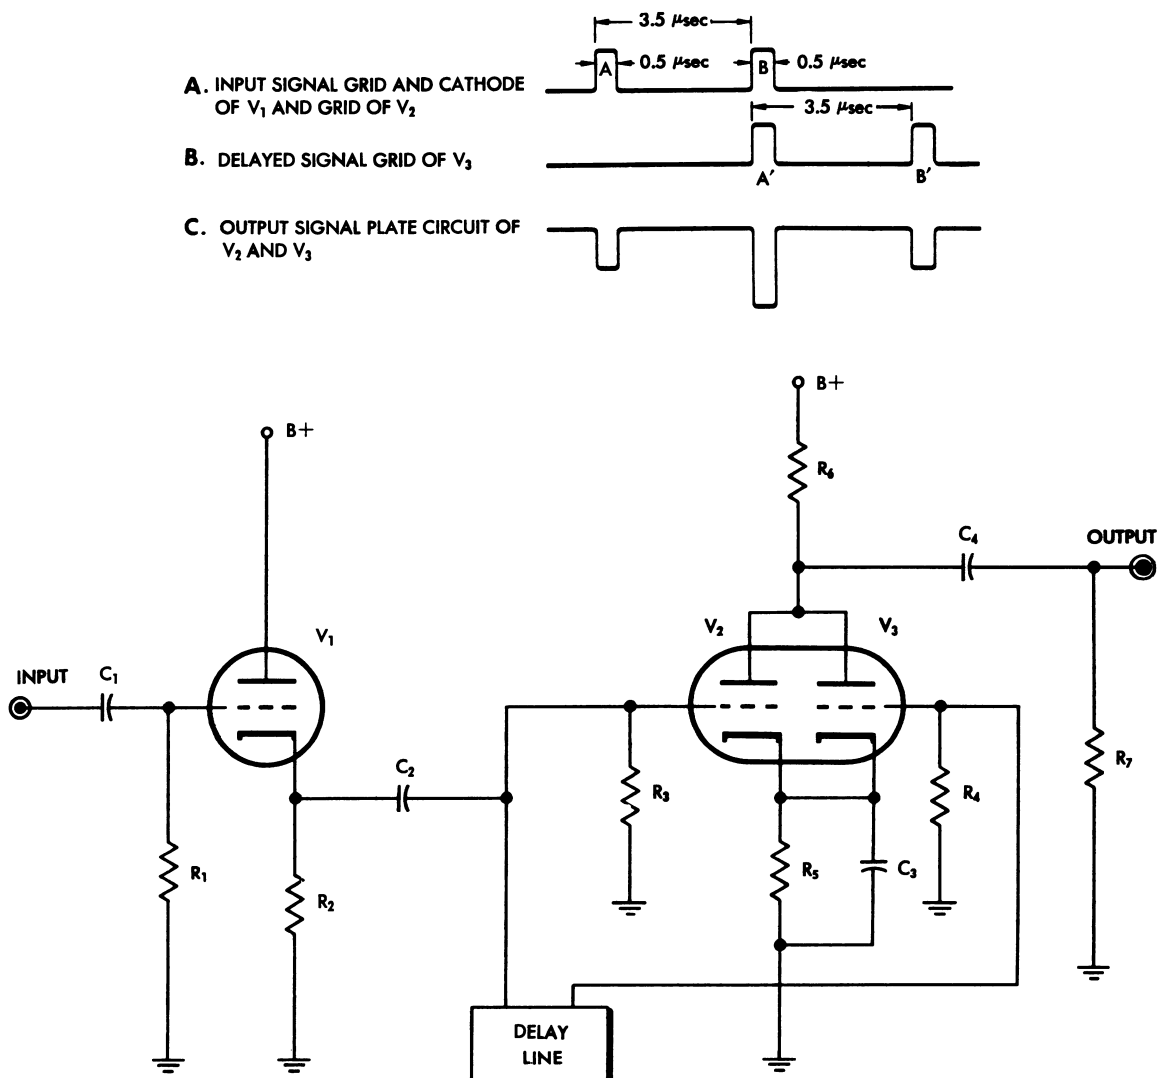 3.5 μsec
A 0.5 μsec B 0.5 μsec
A. INPUT SIGNAL GRID AND CATHODE
OF V₁ AND GRID OF V₂
3.5 μsec
B. DELAYED SIGNAL GRID OF V₃
A′ B′
C. OUTPUT SIGNAL PLATE CIRCUIT OF
V₂ AND V₃
B+
B+
R₆
C₄
OUTPUT
V₁
V₂
V₃
INPUT
C₁
C₂
R₃
R₄
R₇
R₁
R₂
R₅
C₃
DELAY
LINE